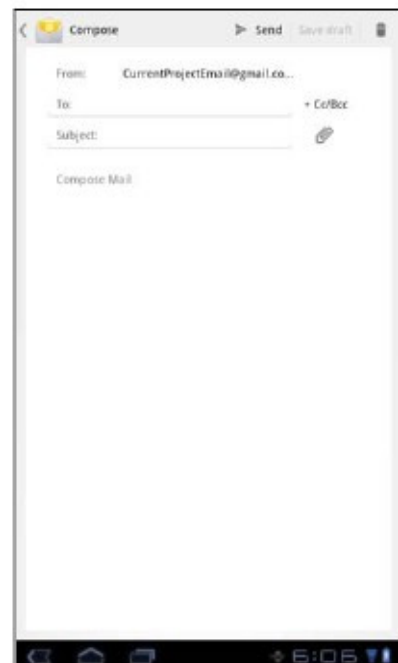 Compose Send Save draft
From: CurrentProjectEmail@gmail.co...
To: + Cc/Bcc
Subject:
Compose Mail
6:06